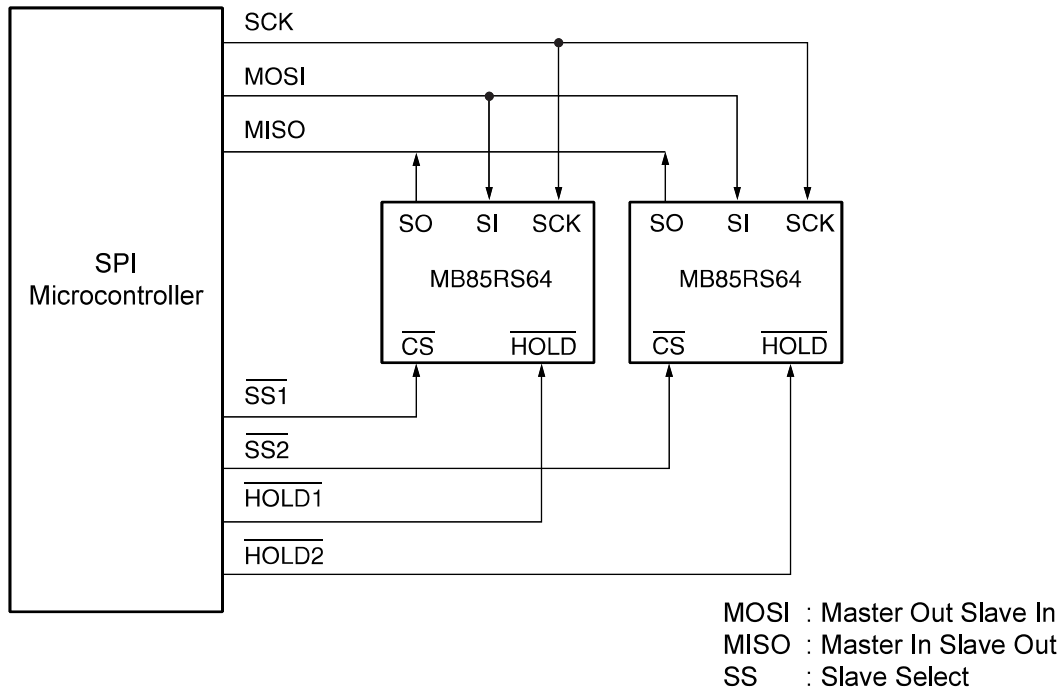 SCK
MOSI
MISO
SO SI SCK
MB85RS64
CS HOLD
SO SI SCK
MB85RS64
CS HOLD
SPI
Microcontroller
SS1
SS2
HOLD1
HOLD2
MOSI : Master Out Slave In
MISO : Master In Slave Out
SS : Slave Select